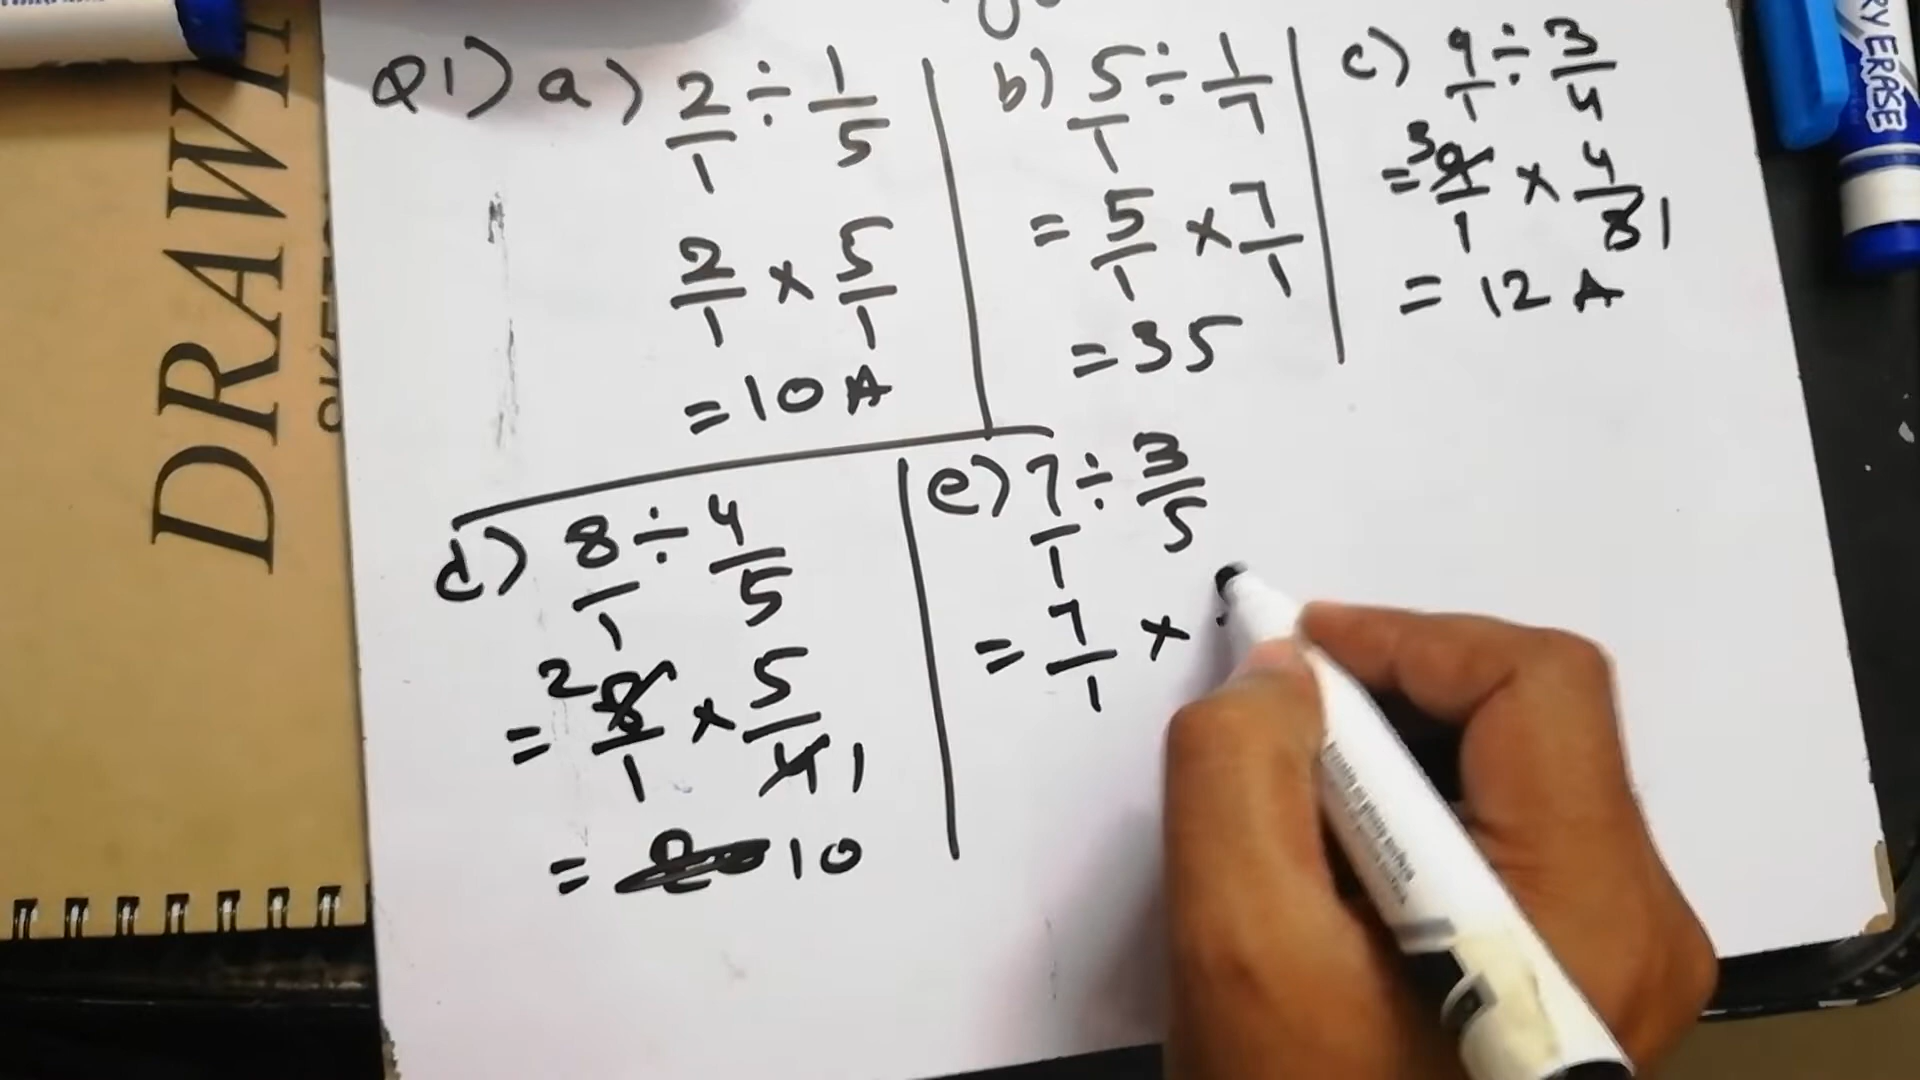 Q1) a) 2/1 ÷ 1/5
2/1 × 5/1
= 10 A
b) 5/1 ÷ 1/7
= 5/1 × 7/1
= 35
c) 9/1 ÷ 3/4
= 3 9/1 × 4/3 1
= 12 A
d) 8/1 ÷ 4/5
= 2 8/1 × 5/4 1
= 10
e) 7/1 ÷ 3/5
= 7/1 ×
DRAW
RY ERASE